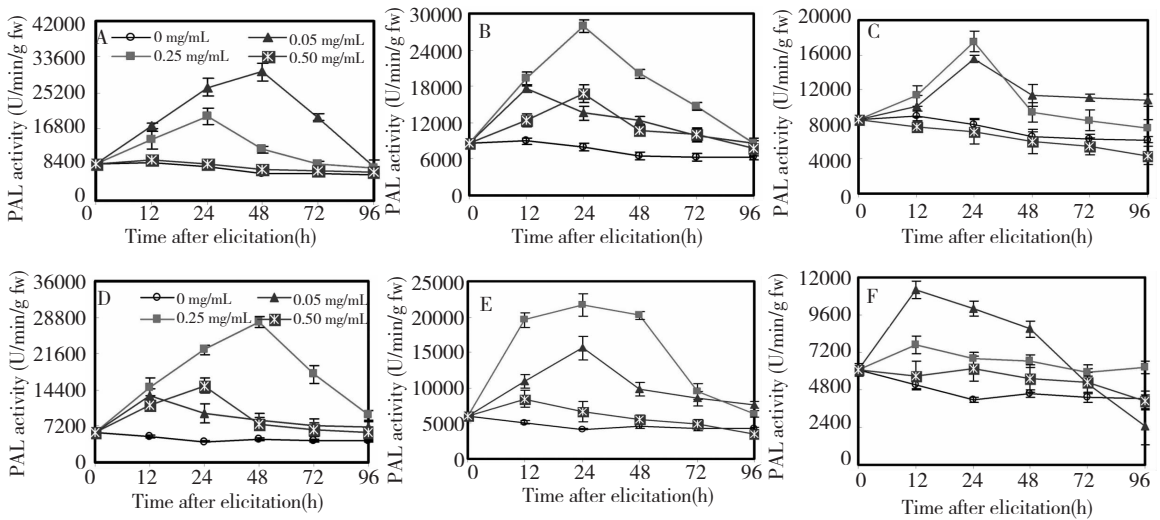 PAL activity (U/min/g fw)
42000
33600
25200
16800
8400
0
A
0 mg/mL
0.05 mg/mL
0.25 mg/mL
0.50 mg/mL
0 12 24 48 72 96
Time after elicitation(h)
PAL activity (U/min/g fw)
30000
24000
18000
12000
6000
0
B
0 12 24 48 72 96
Time after elicitation(h)
PAL activity (U/min/g fw)
20000
16000
12000
8000
4000
0
C
0 12 24 48 72 96
Time after elicitation(h)
PAL activity (U/min/g fw)
36000
28800
21600
14400
7200
0
D
0 mg/mL
0.05 mg/mL
0.25 mg/mL
0.50 mg/mL
0 12 24 48 72 96
Time after elicitation(h)
PAL activity (U/min/g fw)
25000
20000
15000
10000
5000
0
E
0 12 24 48 72 96
Time after elicitation(h)
PAL activity (U/min/g fw)
12000
9600
7200
4800
2400
0
F
0 12 24 48 72 96
Time after elicitation(h)